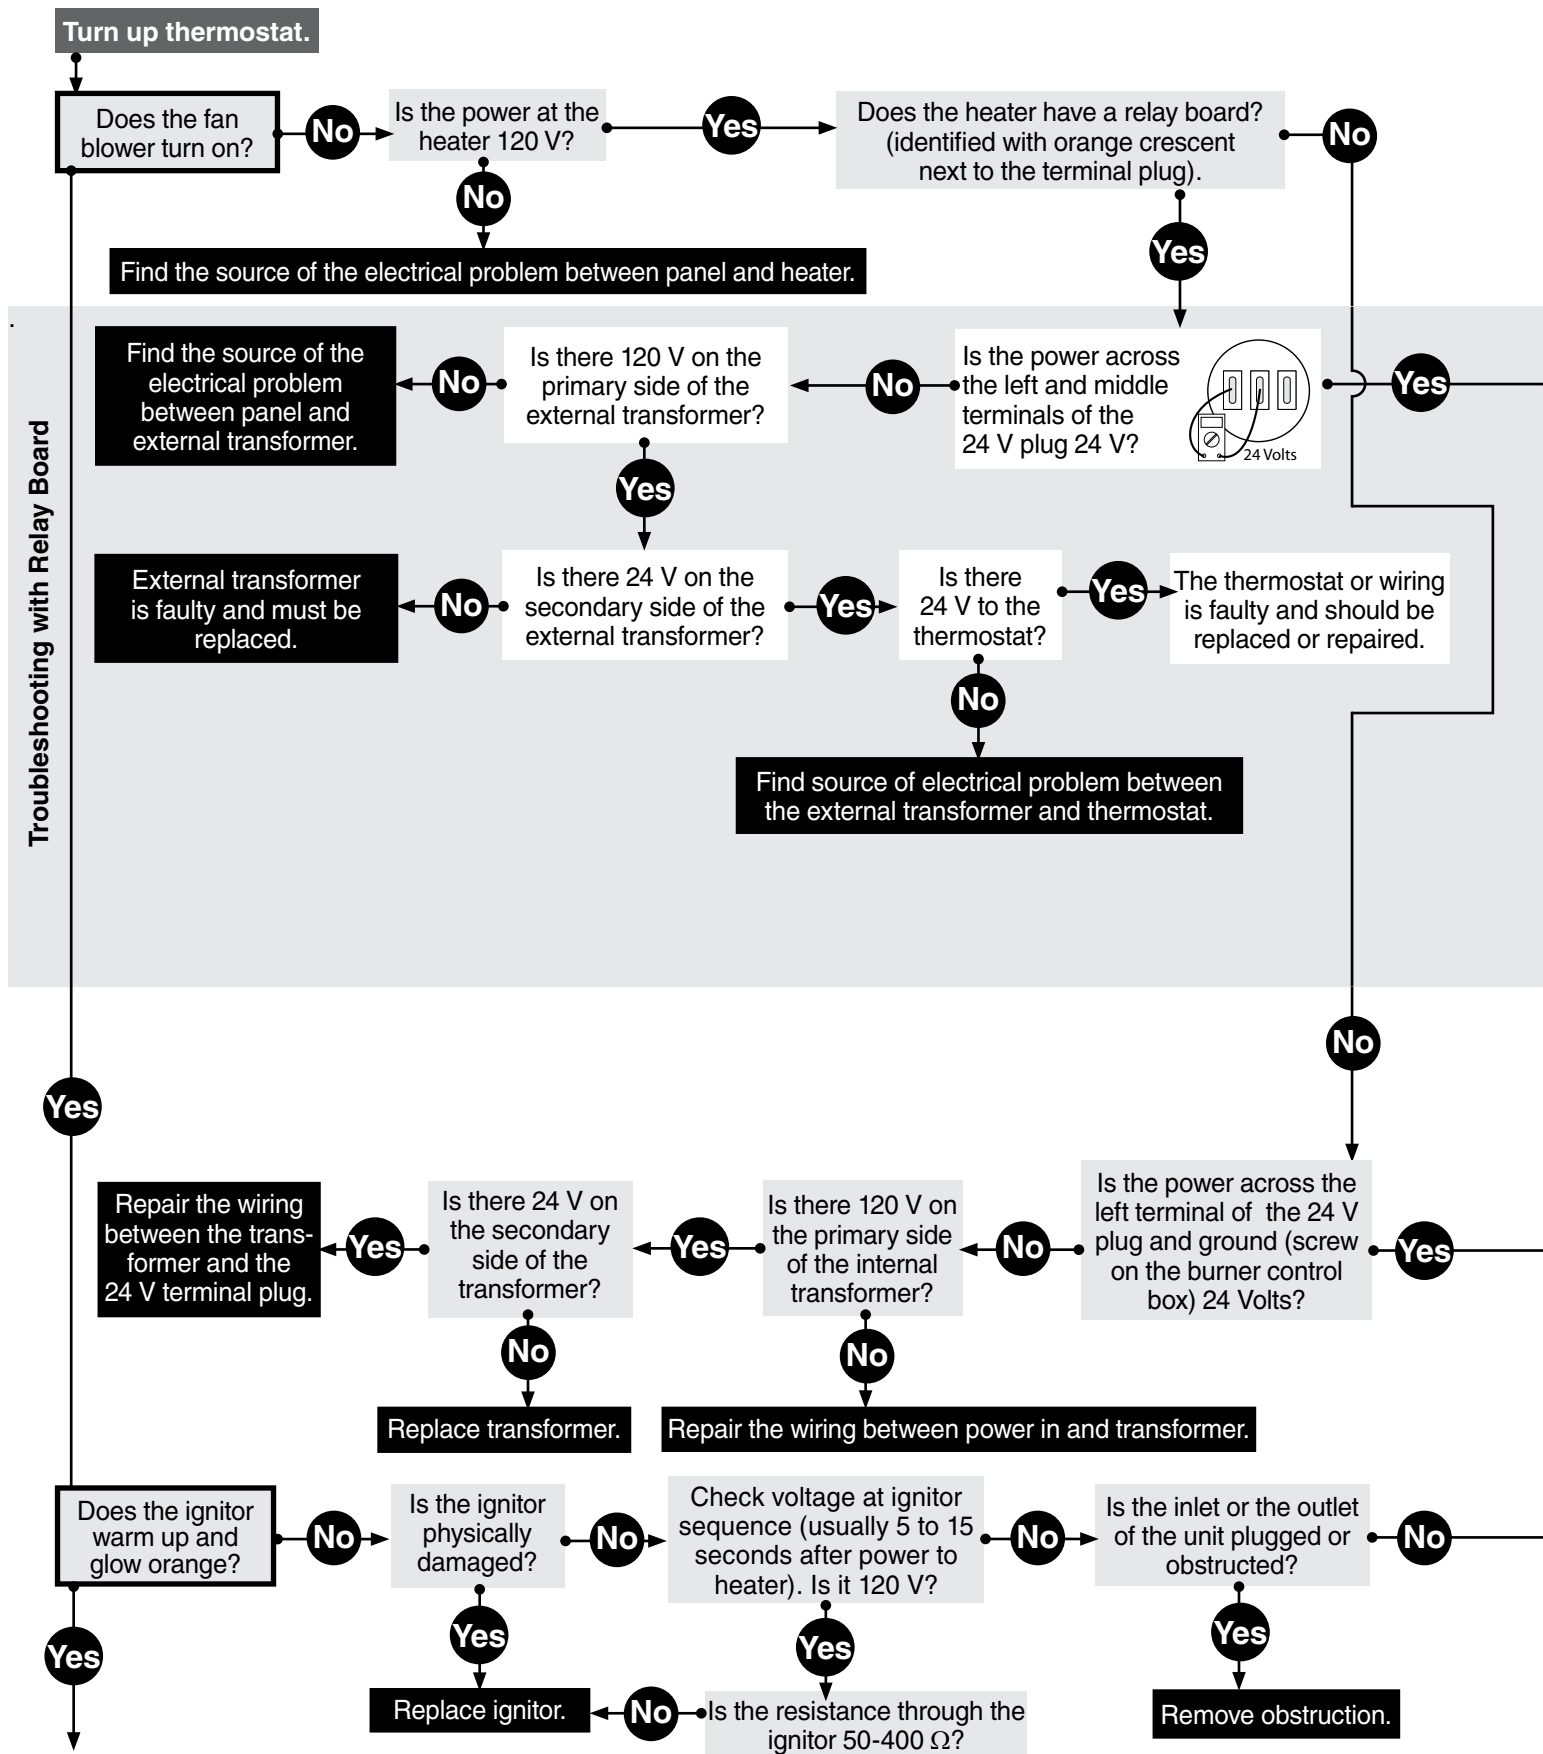 Turn up thermostat.
Does the fan
blower turn on?
No
Is the power at the
heater 120 V?
Yes
Does the heater have a relay board?
(identified with orange crescent
next to the terminal plug).
No
No
Yes
Find the source of the electrical problem between panel and heater.
.
Troubleshooting with Relay Board
Find the source of the
electrical problem
between panel and
external transformer.
No
Is there 120 V on the
primary side of the
external transformer?
No
Is the power across
the left and middle
terminals of the
24 V plug 24 V?
24 Volts
Yes
Yes
External transformer
is faulty and must be
replaced.
No
Is there 24 V on the
secondary side of the
external transformer?
Yes
Is there
24 V to the
thermostat?
Yes
The thermostat or wiring
is faulty and should be
replaced or repaired.
No
Find source of electrical problem between
the external transformer and thermostat.
No
Yes
Repair the wiring
between the trans-
former and the
24 V terminal plug.
Yes
Is there 24 V on
the secondary
side of the
transformer?
Yes
Is there 120 V on
the primary side
of the internal
transformer?
No
Is the power across the
left terminal of the 24 V
plug and ground (screw
on the burner control
box) 24 Volts?
Yes
No
No
Replace transformer.
Repair the wiring between power in and transformer.
Does the ignitor
warm up and
glow orange?
No
Is the ignitor
physically
damaged?
No
Check voltage at ignitor
sequence (usually 5 to 15
seconds after power to
heater). Is it 120 V?
No
Is the inlet or the outlet
of the unit plugged or
obstructed?
No
Yes
Yes
Yes
Yes
Replace ignitor.
No
Is the resistance through the
ignitor 50-400 Ω?
Remove obstruction.